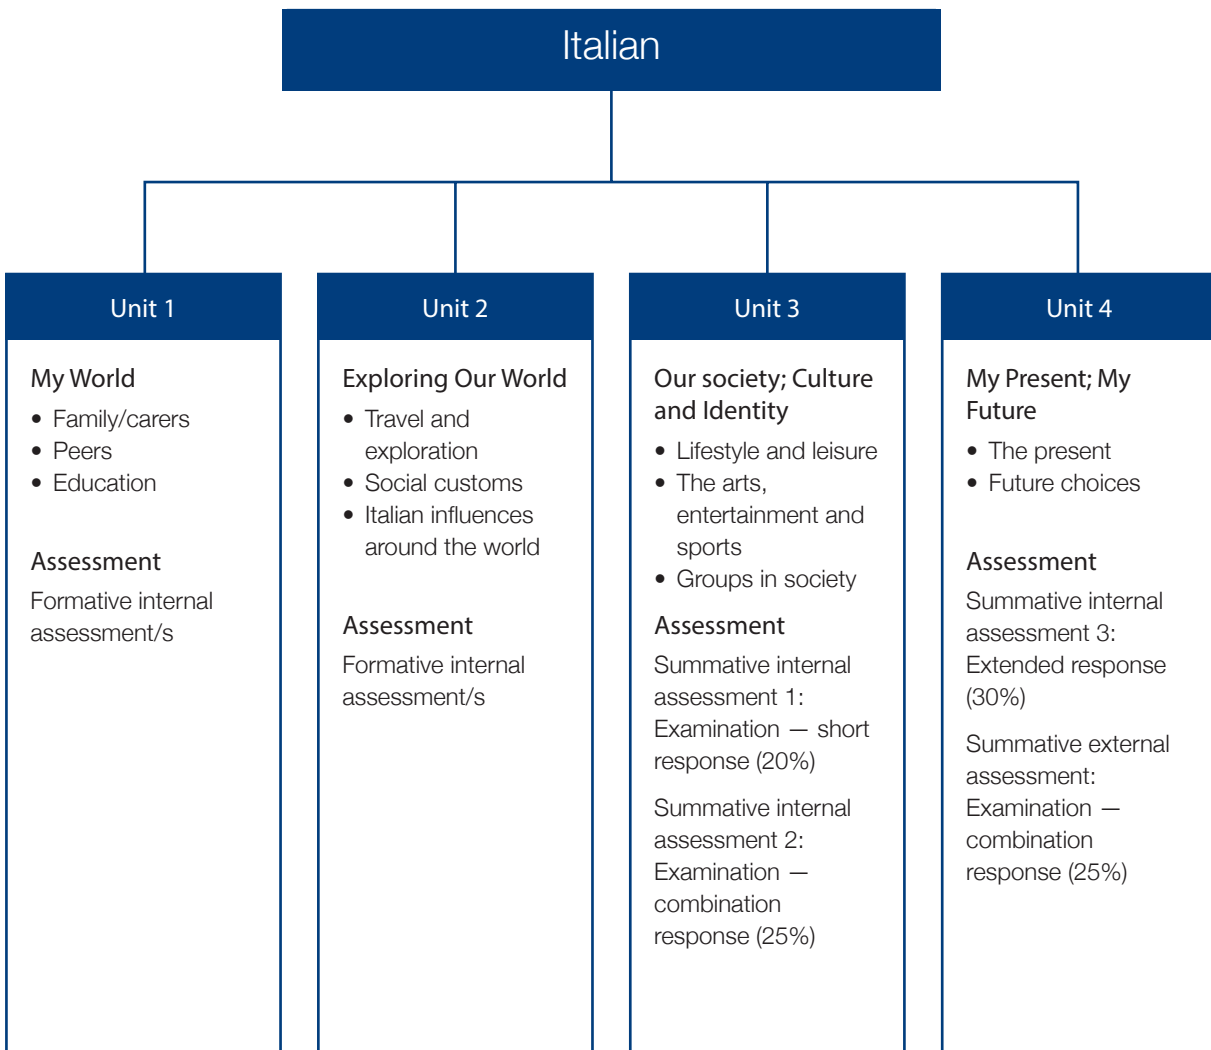 Italian
Unit 1
My World
• Family/carers
• Peers
• Education
Assessment
Formative internal
assessment/s
Unit 2
Exploring Our World
• Travel and
exploration
• Social customs
• Italian influences
around the world
Assessment
Formative internal
assessment/s
Unit 3
Our society; Culture
and Identity
• Lifestyle and leisure
• The arts,
entertainment and
sports
• Groups in society
Assessment
Summative internal
assessment 1:
Examination — short
response (20%)
Summative internal
assessment 2:
Examination —
combination
response (25%)
Unit 4
My Present; My
Future
• The present
• Future choices
Assessment
Summative internal
assessment 3:
Extended response
(30%)
Summative external
assessment:
Examination —
combination
response (25%)